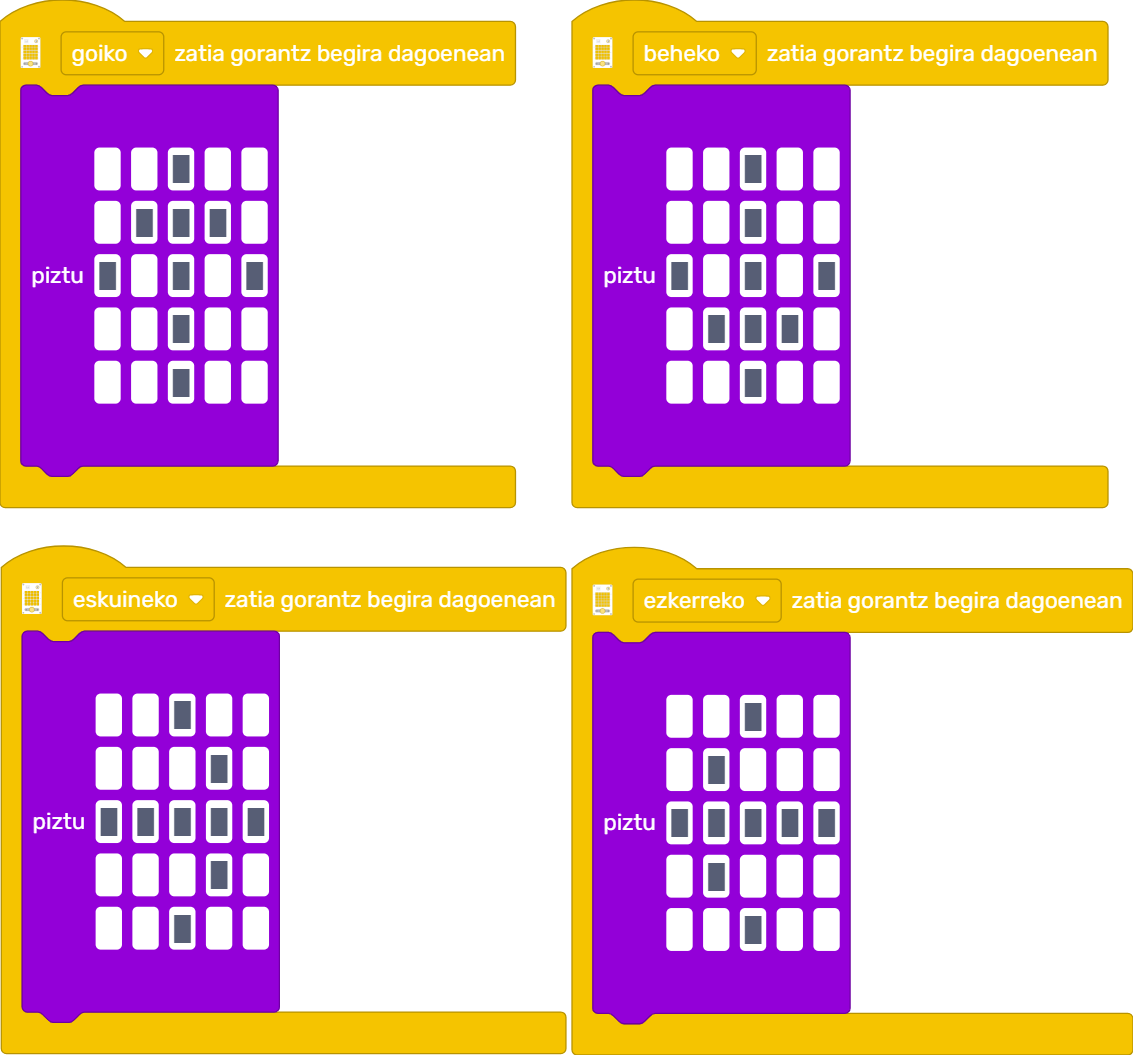 goiko zatia gorantz begira dagoenean
piztu
beheko zatia gorantz begira dagoenean
piztu
eskuineko zatia gorantz begira dagoenean
piztu
ezkerreko zatia gorantz begira dagoenean
piztu